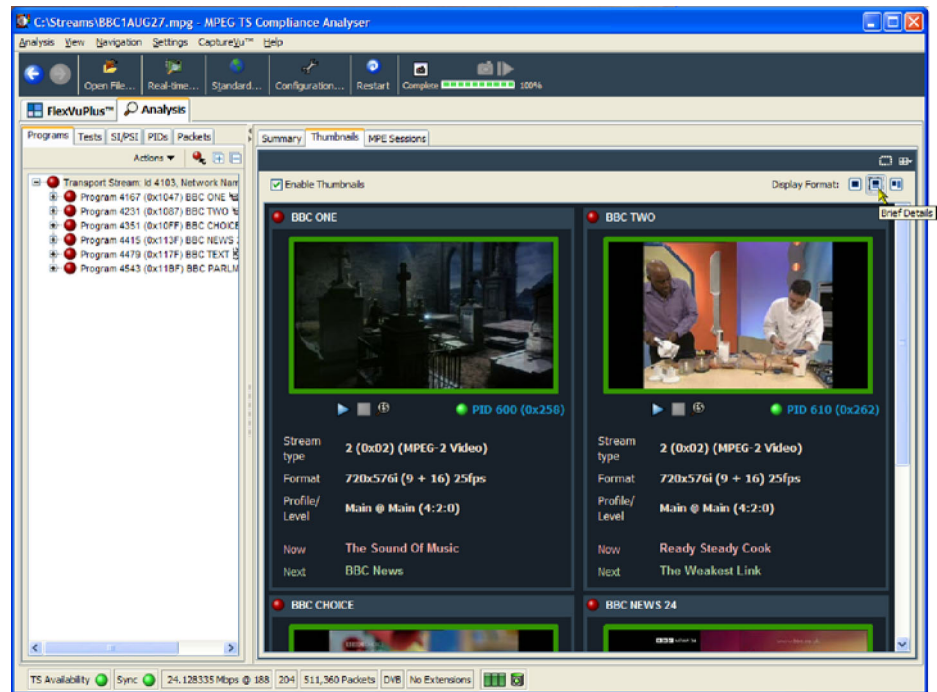 C:\Streams\BBC1AUG27.mpg - MPEG TS Compliance Analyser
Analysis View Navigation Settings CaptureVu™ Help
Open File... Real-time... Standard... Configuration... Restart Complete 100%
FlexVuPlus™ Analysis
Programs Tests SI/PSI PIDs Packets
Summary Thumbnails MPE Sessions
Actions
Enable Thumbnails
Display Format:
Brief Details
Transport Stream: id 4103, Network Nam
Program 4167 (0x1047) BBC ONE
Program 4231 (0x1087) BBC TWO
Program 4351 (0x10FF) BBC CHOICE
Program 4415 (0x113F) BBC NEWS
Program 4479 (0x117F) BBC TEXT
Program 4543 (0x11BF) BBC PARLM
BBC ONE
PID 600 (0x258)
Stream type 2 (0x02) (MPEG-2 Video)
Format 720x576i (9 + 16) 25fps
Profile/ Level Main @ Main (4:2:0)
Now The Sound Of Music
Next BBC News
BBC TWO
PID 610 (0x262)
Stream type 2 (0x02) (MPEG-2 Video)
Format 720x576i (9 + 16) 25fps
Profile/ Level Main @ Main (4:2:0)
Now Ready Steady Cook
Next The Weakest Link
BBC CHOICE
BBC NEWS 24
TS Availability Sync 24.128335 Mbps @ 188 204 511,360 Packets DVB No Extensions